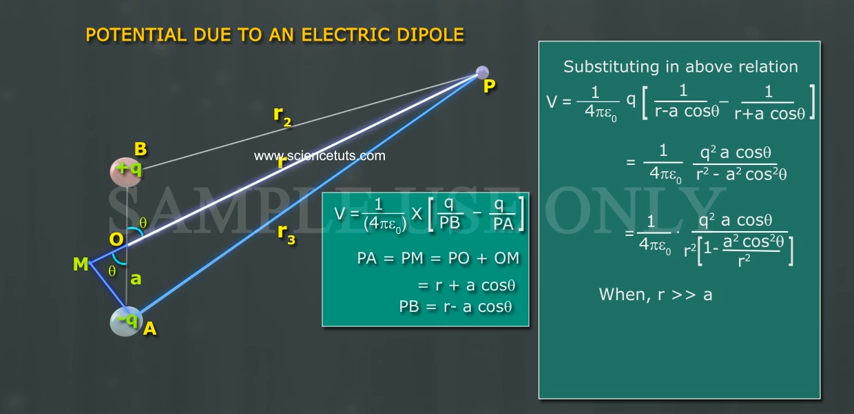 POTENTIAL DUE TO AN ELECTRIC DIPOLE
P
r₂
B
+q
www.sciencetuts.com
r
θ
O
r₃
M
θ
a
-q A
V = 1/(4πε₀) X [q/PB − q/PA]
PA = PM = PO + OM
= r + a cosθ
PB = r- a cosθ
Substituting in above relation
V = 1/4πε₀ q [1/r-a cosθ − 1/r+a cosθ]
= 1/4πε₀ q2 a cosθ/r² - a² cos²θ
= 1/4πε₀ . q2 a cosθ/r²[1- a² cos²θ/r²]
When, r >> a
SAMPLE USE ONLY